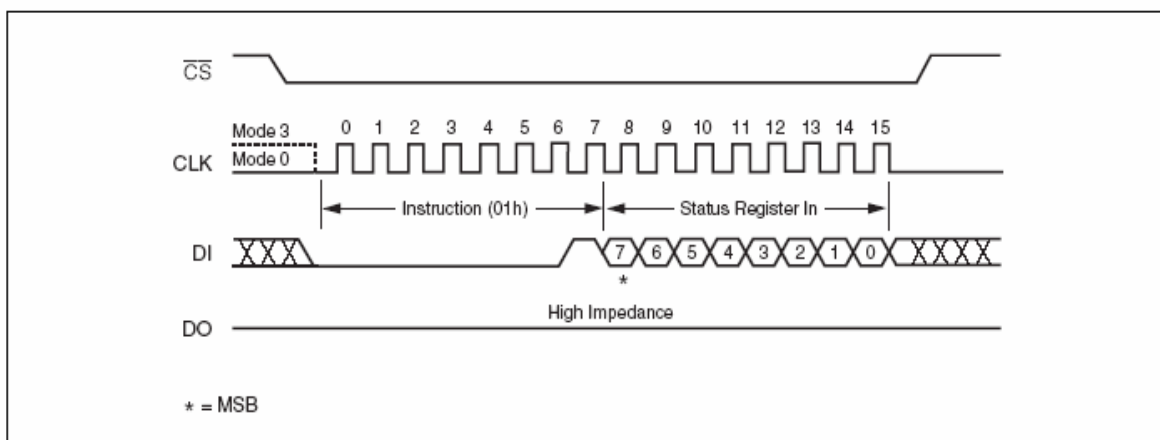 CS
Mode 3 0 1 2 3 4 5 6 7 8 9 10 11 12 13 14 15
CLK Mode 0
Instruction (01h) Status Register In
DI 7 6 5 4 3 2 1 0
*
High Impedance
DO
* = MSB